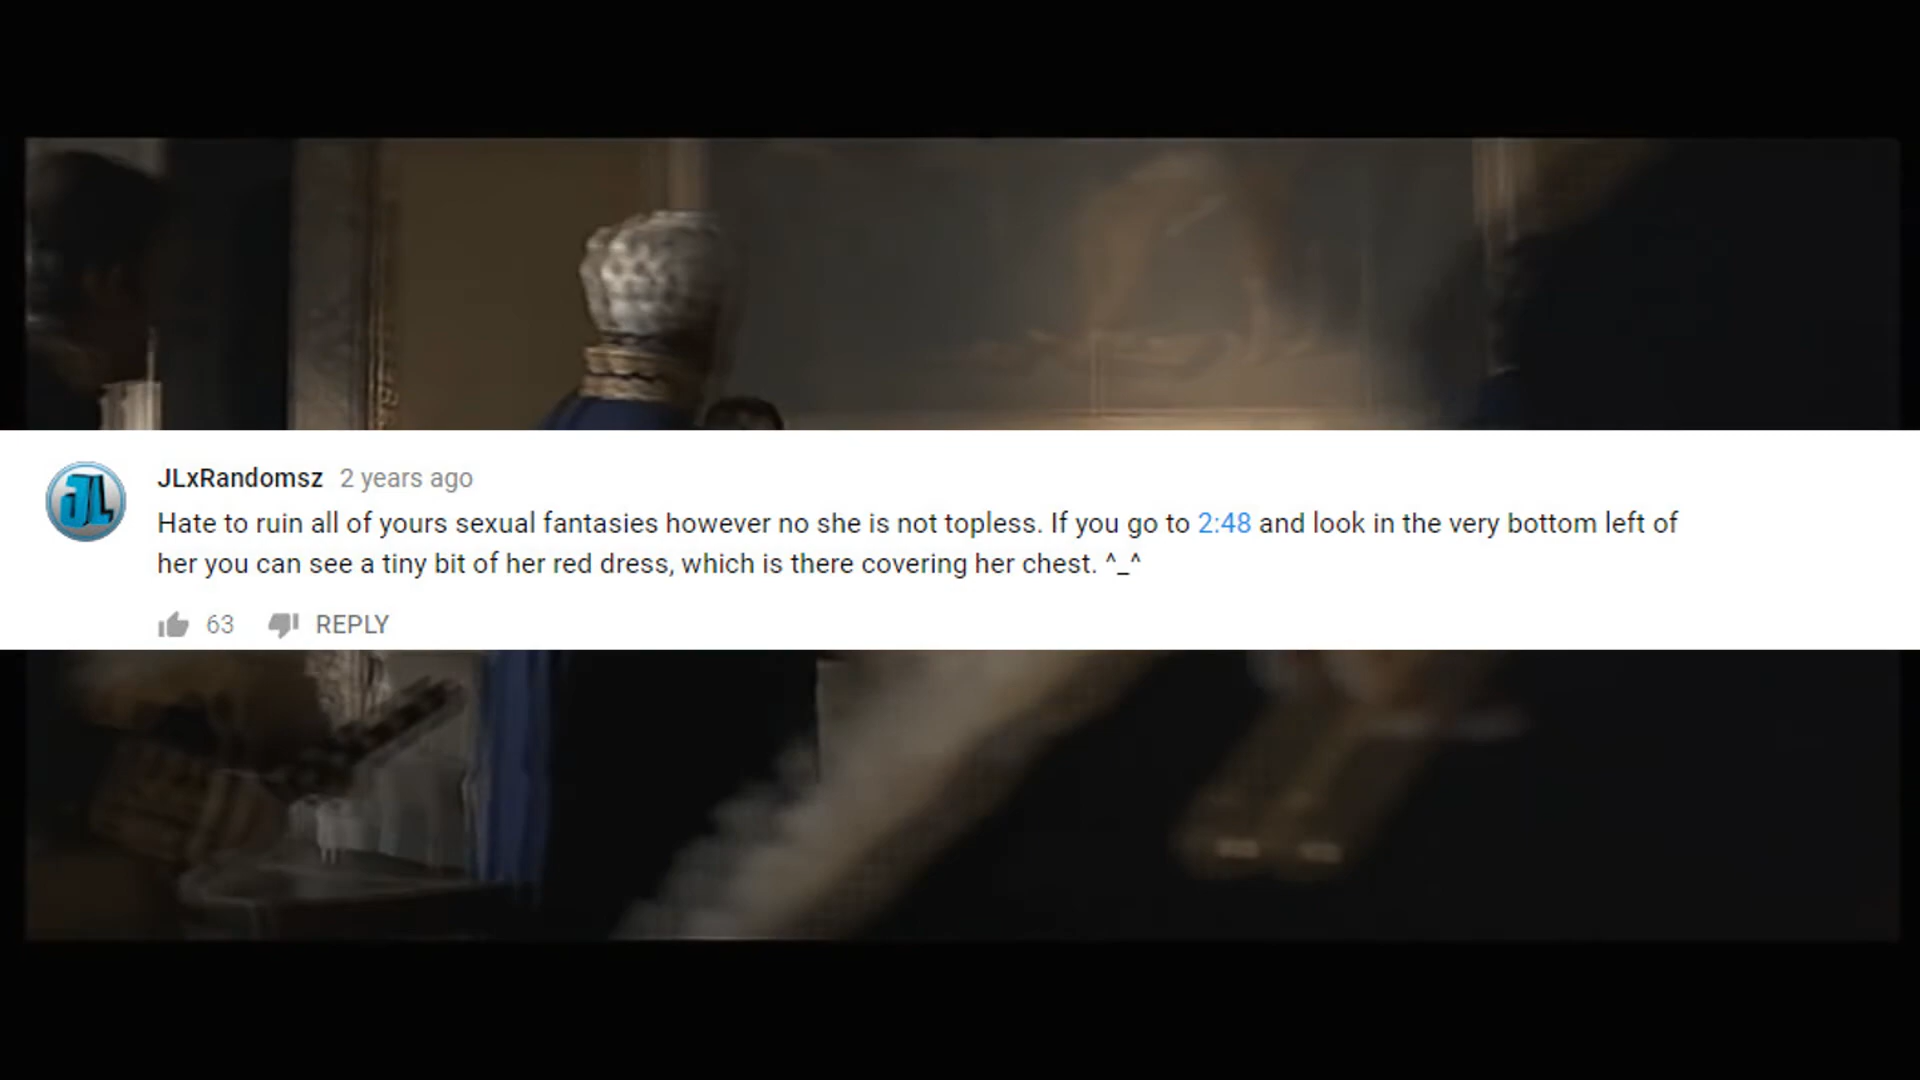 JL
JLxRandomsz 2 years ago
Hate to ruin all of yours sexual fantasies however no she is not topless. If you go to 2:48 and look in the very bottom left of
her you can see a tiny bit of her red dress, which is there covering her chest. ^_^
63 REPLY